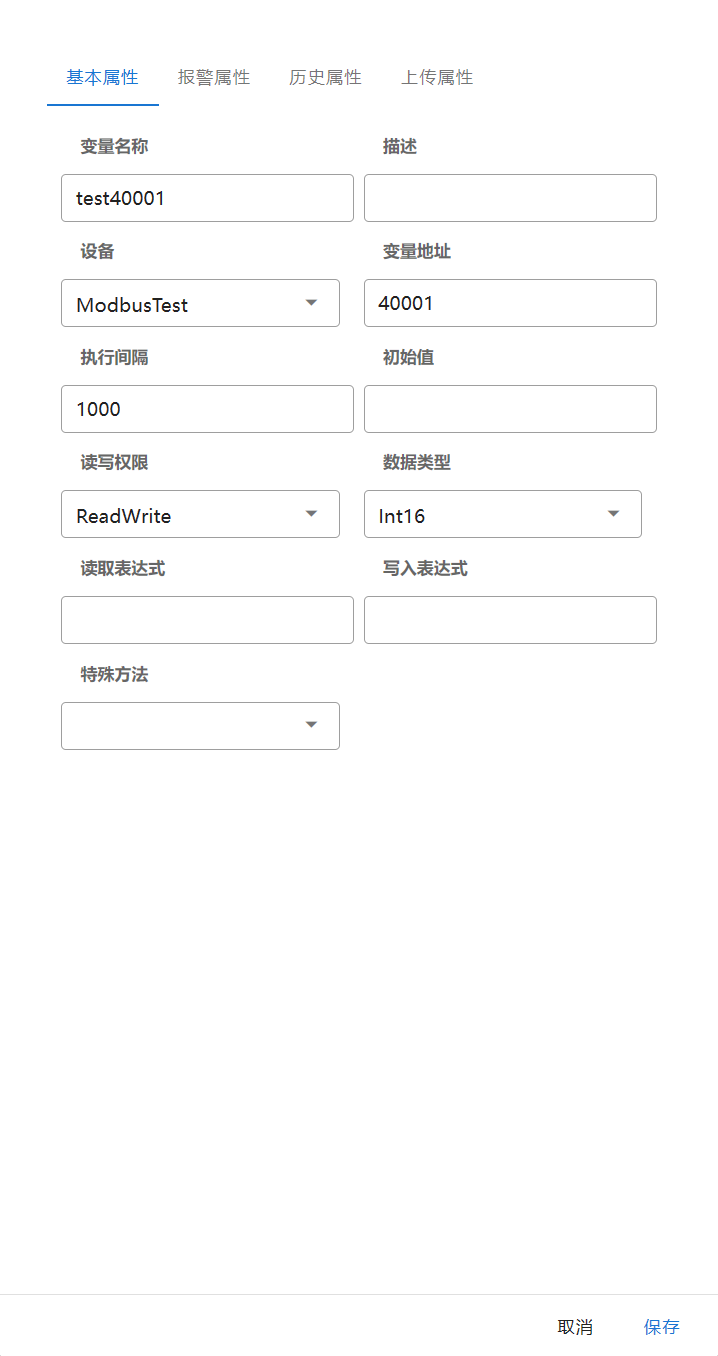 基本属性 报警属性 历史属性 上传属性
变量名称 描述
test40001
设备 变量地址
ModbusTest 40001
执行间隔 初始值
1000
读写权限 数据类型
ReadWrite Int16
读取表达式 写入表达式
特殊方法
取消 保存